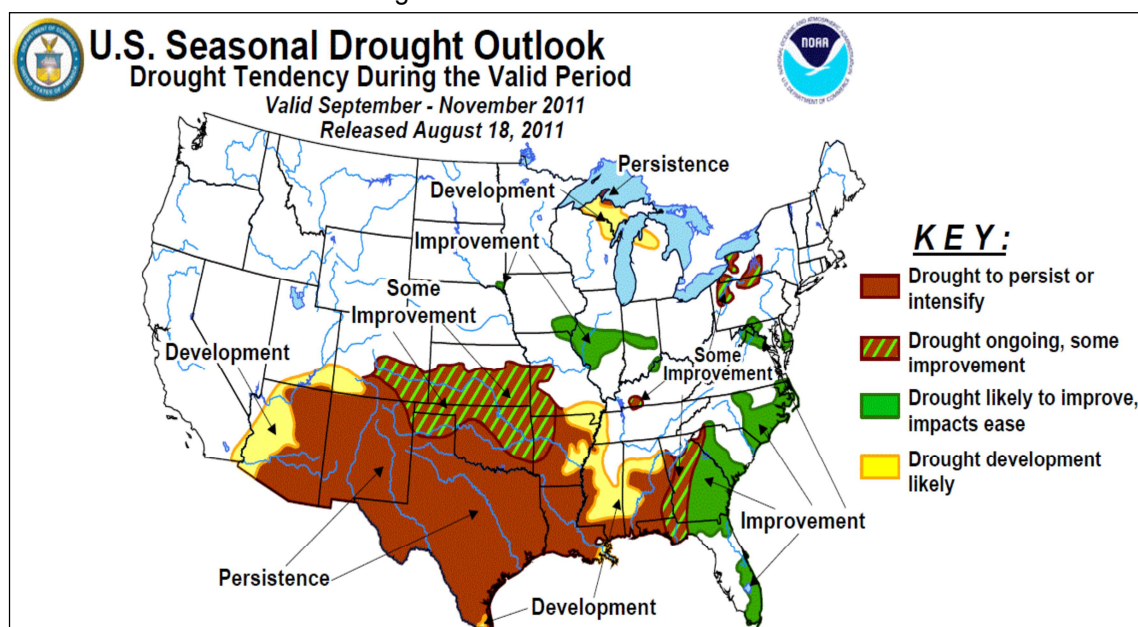 U.S. Seasonal Drought Outlook
Drought Tendency During the Valid Period
Valid September - November 2011
Released August 18, 2011
NOAA
Persistence
Development
Improvement
Some
Improvement
Development
Some
Improvement
Improvement
Persistence
Development
KEY:
Drought to persist or
intensify
Drought ongoing, some
improvement
Drought likely to improve,
impacts ease
Drought development
likely